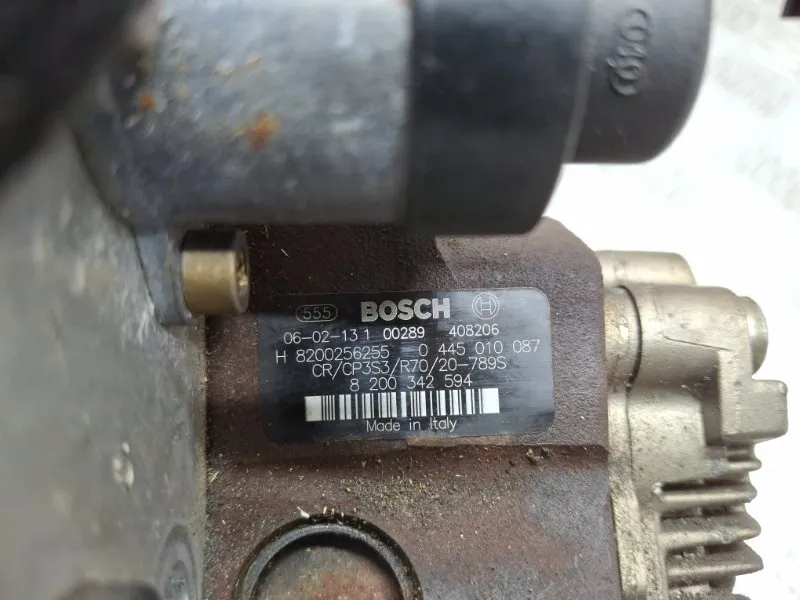 555 BOSCH H
06-02-13 1 00289 408206
H 8200256255 0 445 010 087
CR/CP3S3/R70/20-789S
8 200 342 594
Made in Italy